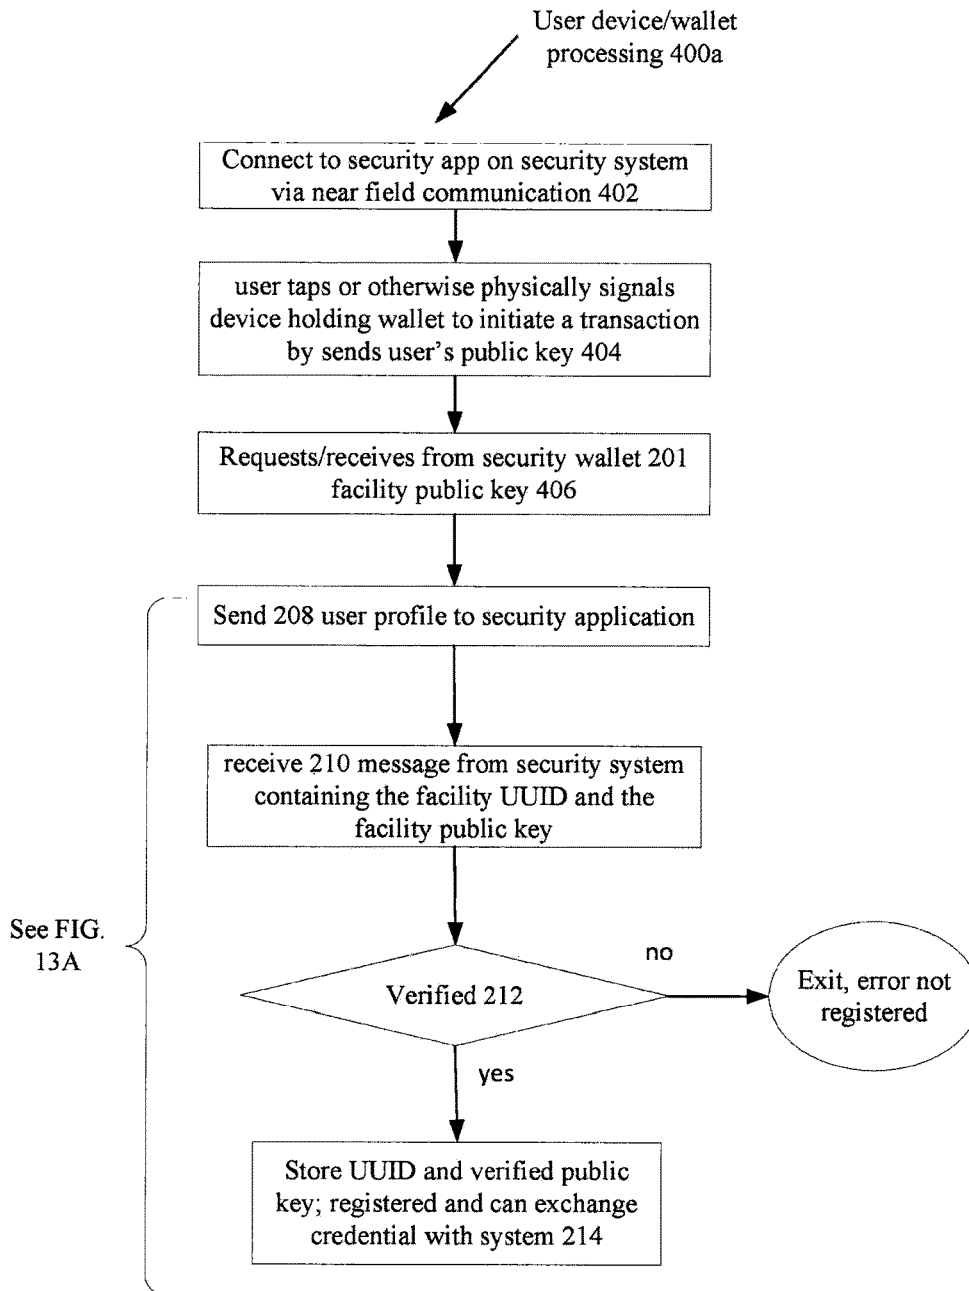 User device/wallet
processing 400a
Connect to security app on security system
via near field communication 402
user taps or otherwise physically signals
device holding wallet to initiate a transaction
by sends user's public key 404
Requests/receives from security wallet 201
facility public key 406
Send 208 user profile to security application
receive 210 message from security system
containing the facility UUID and the
facility public key
See FIG.
13A
Verified 212
no
Exit, error not
registered
yes
Store UUID and verified public
key; registered and can exchange
credential with system 214